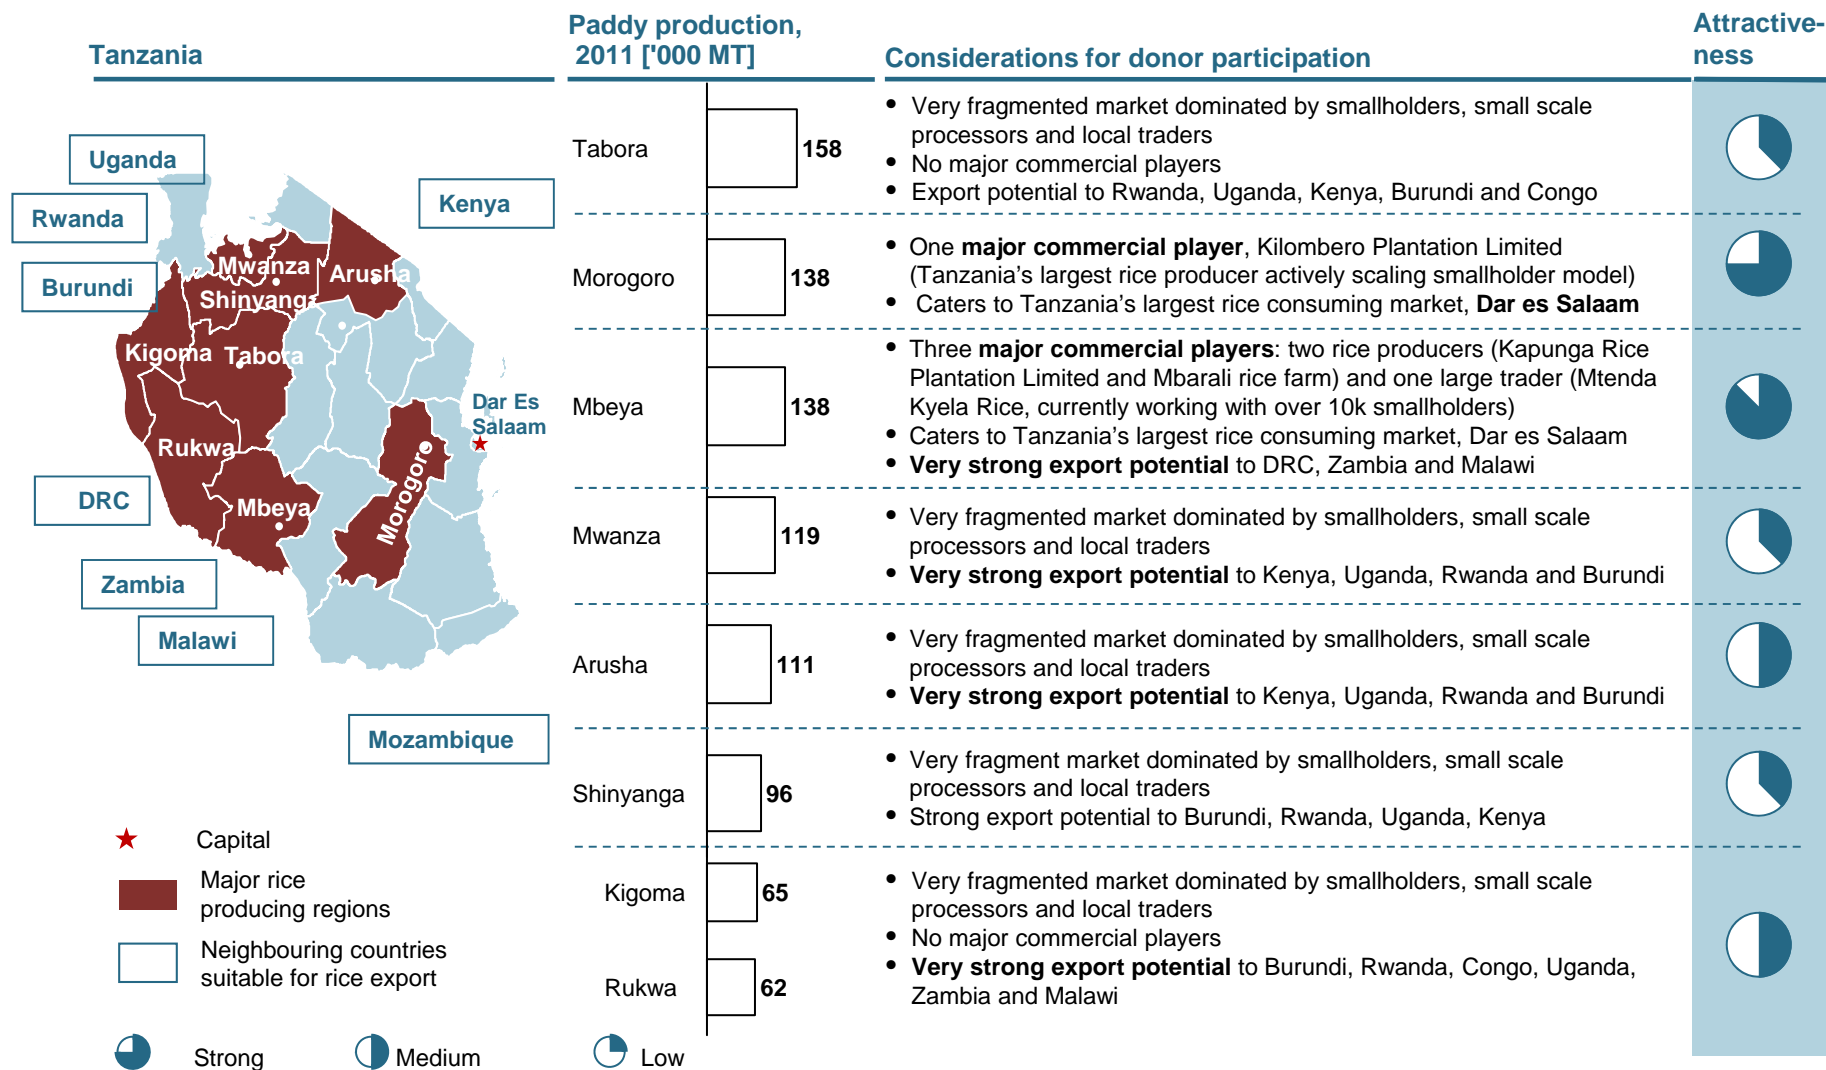 Tanzania
Paddy production,
2011 ['000 MT]
Considerations for donor participation
Attractive-
ness
Uganda
Rwanda
Burundi
Kenya
Mwanza
Arusha
Shinyanga
Kigoma
Tabora
Dar Es
Salaam
Rukwa
Morogoro
Mbeya
DRC
Zambia
Malawi
Mozambique
Capital
Major rice
producing regions
Neighbouring countries
suitable for rice export
Strong
Medium
Low
Tabora
158
• Very fragmented market dominated by smallholders, small scale
processors and local traders
• No major commercial players
• Export potential to Rwanda, Uganda, Kenya, Burundi and Congo
Morogoro
138
• One major commercial player, Kilombero Plantation Limited
(Tanzania’s largest rice producer actively scaling smallholder model)
• Caters to Tanzania’s largest rice consuming market, Dar es Salaam
Mbeya
138
• Three major commercial players: two rice producers (Kapunga Rice
Plantation Limited and Mbarali rice farm) and one large trader (Mtenda
Kyela Rice, currently working with over 10k smallholders)
• Caters to Tanzania’s largest rice consuming market, Dar es Salaam
• Very strong export potential to DRC, Zambia and Malawi
Mwanza
119
• Very fragmented market dominated by smallholders, small scale
processors and local traders
• Very strong export potential to Kenya, Uganda, Rwanda and Burundi
Arusha
111
• Very fragmented market dominated by smallholders, small scale
processors and local traders
• Very strong export potential to Kenya, Uganda, Rwanda and Burundi
Shinyanga
96
• Very fragment market dominated by smallholders, small scale
processors and local traders
• Strong export potential to Burundi, Rwanda, Uganda, Kenya
Kigoma
65
Rukwa
62
• Very fragmented market dominated by smallholders, small scale
processors and local traders
• No major commercial players
• Very strong export potential to Burundi, Rwanda, Congo, Uganda,
Zambia and Malawi